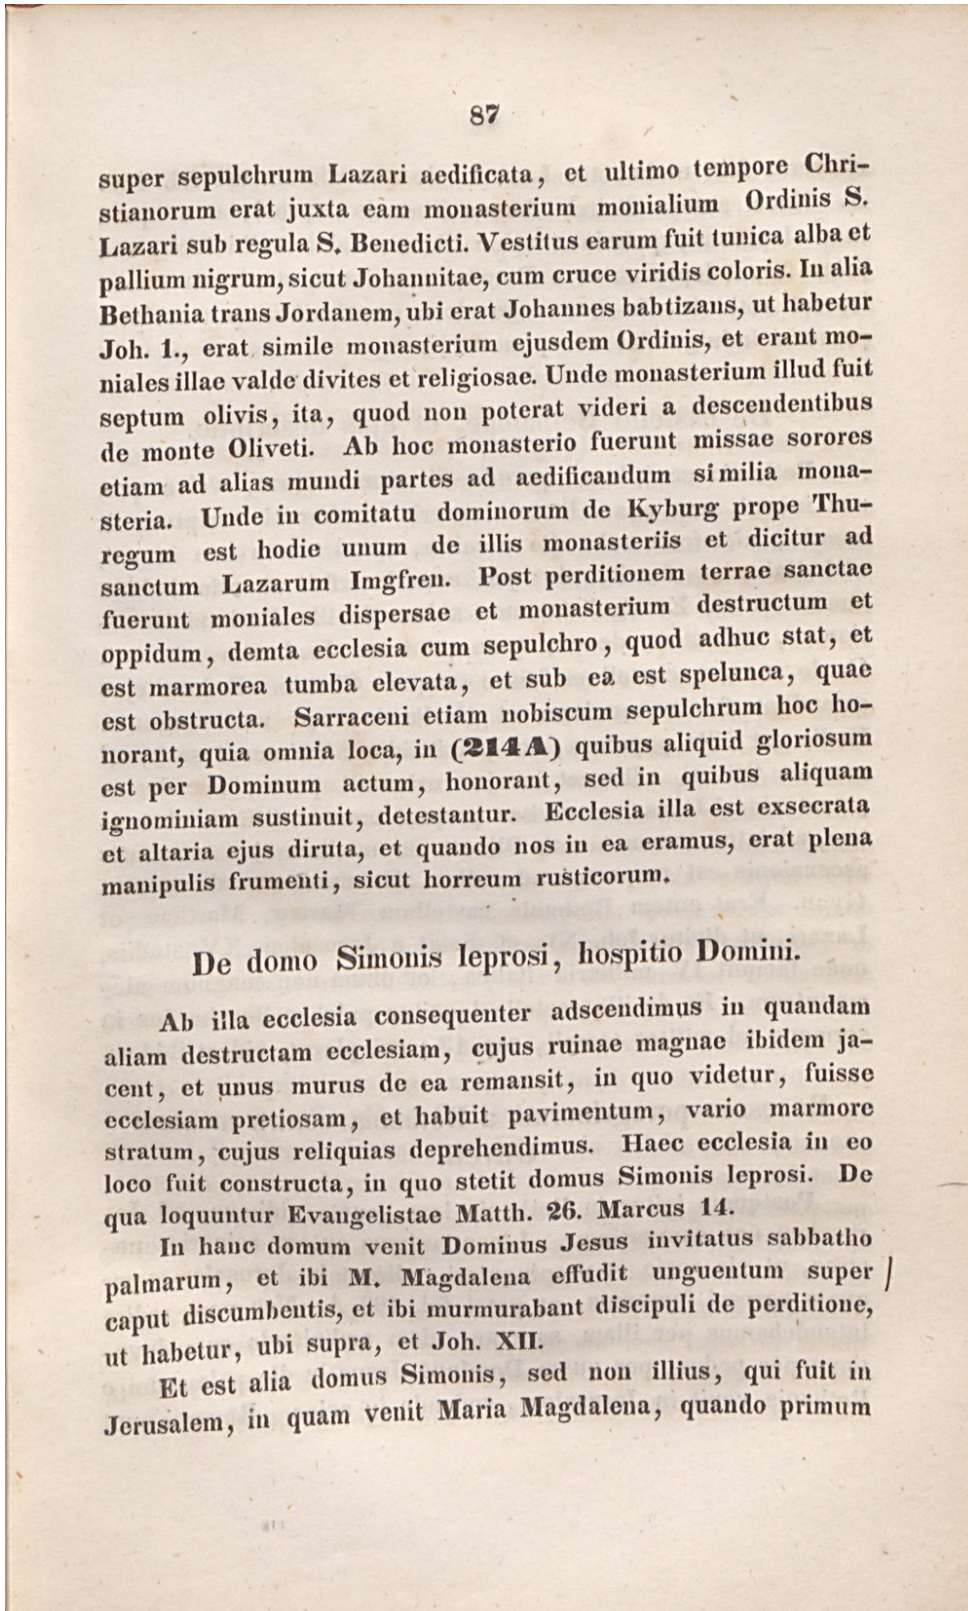 87
super sepulchrum Lazari aedificata, et ultimo tempore Chri-
stianorum erat juxta eam monasterium monialium Ordinis S.
Lazari sub regula S. Benedicti. Vestitus earum fuit tunica alba et
pallium nigrum, sicut Johannitae, cum cruce viridis coloris. In alia
Bethania trans Jordanem, ubi erat Johannes babtizans, ut habetur
Joh. 1., erat simile monasterium ejusdem Ordinis, et erant mo-
niales illae valde divites et religiosae. Unde monasterium illud fuit
septum olivis, ita, quod non poterat videri a descendentibus
de monte Oliveti. Ab hoc monasterio fuerunt missae sorores
etiam ad alias mundi partes ad aedificandum similia mona-
steria. Unde in comitatu dominorum de Kyburg prope Thu-
regum est hodie unum de illis monasteriis et dicitur ad
sanctum Lazarum Imgfren. Post perditionem terrae sanctae
fuerunt moniales dispersae et monasterium destructum et
oppidum, demta ecclesia cum sepulchro, quod adhuc stat, et
est marmorea tumba elevata, et sub ea est spelunca, quae
est obstructa. Sarraceni etiam nobiscum sepulchrum hoc ho-
norant, quia omnia loca, in (214 A) quibus aliquid gloriosum
est per Dominum actum, honorant, sed in quibus aliquam
ignominiam sustinuit, detestantur. Ecclesia illa est exsecrata
et altaria ejus diruta, et quando nos in ea eramus, erat plena
manipulis frumenti, sicut horreum rusticorum.
De domo Simonis leprosi, hospitio Domini.
Ab illa ecclesia consequenter adscendimus in quandam
aliam destructam ecclesiam, cujus ruinae magnae ibidem ja-
cent, et unus murus de ea remansit, in quo videtur, fuisse
ecclesiam pretiosam, et habuit pavimentum, vario marmore
stratum, cujus reliquias deprehendimus. Haec ecclesia in eo
loco fuit constructa, in quo stetit domus Simonis leprosi. De
qua loquuntur Evangelistae Matth. 26. Marcus 14.
In hanc domum venit Dominus Jesus invitatus sabbatho
palmarum, et ibi M. Magdalena effudit unguentum super
caput discumbentis, et ibi murmurabant discipuli de perditione,
ut habetur, ubi supra, et Joh. XII.
Et est alia domus Simonis, sed non illius, qui fuit in
Jerusalem, in quam venit Maria Magdalena, quando primum